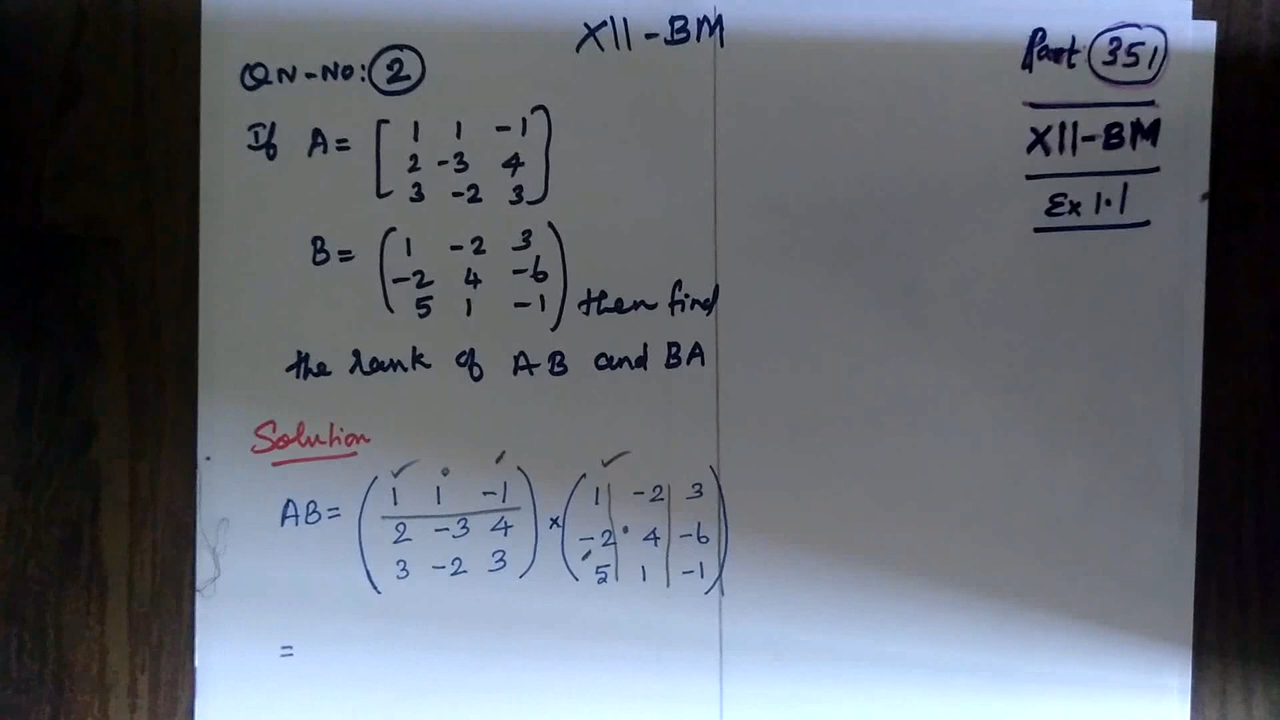 XII-BM
QN-NO: 2
If A = [ 1 1 -1
2 -3 4
3 -2 3 ]
B = ( 1 -2 3
-2 4 -6
5 1 -1 ) then find
the rank of AB and BA
Solution
AB = ( 1 1 -1
2 -3 4
3 -2 3 ) × ( 1 -2 3
-2 4 -6
5 1 -1 )
=
Part 351
XII-BM
Ex 1.1